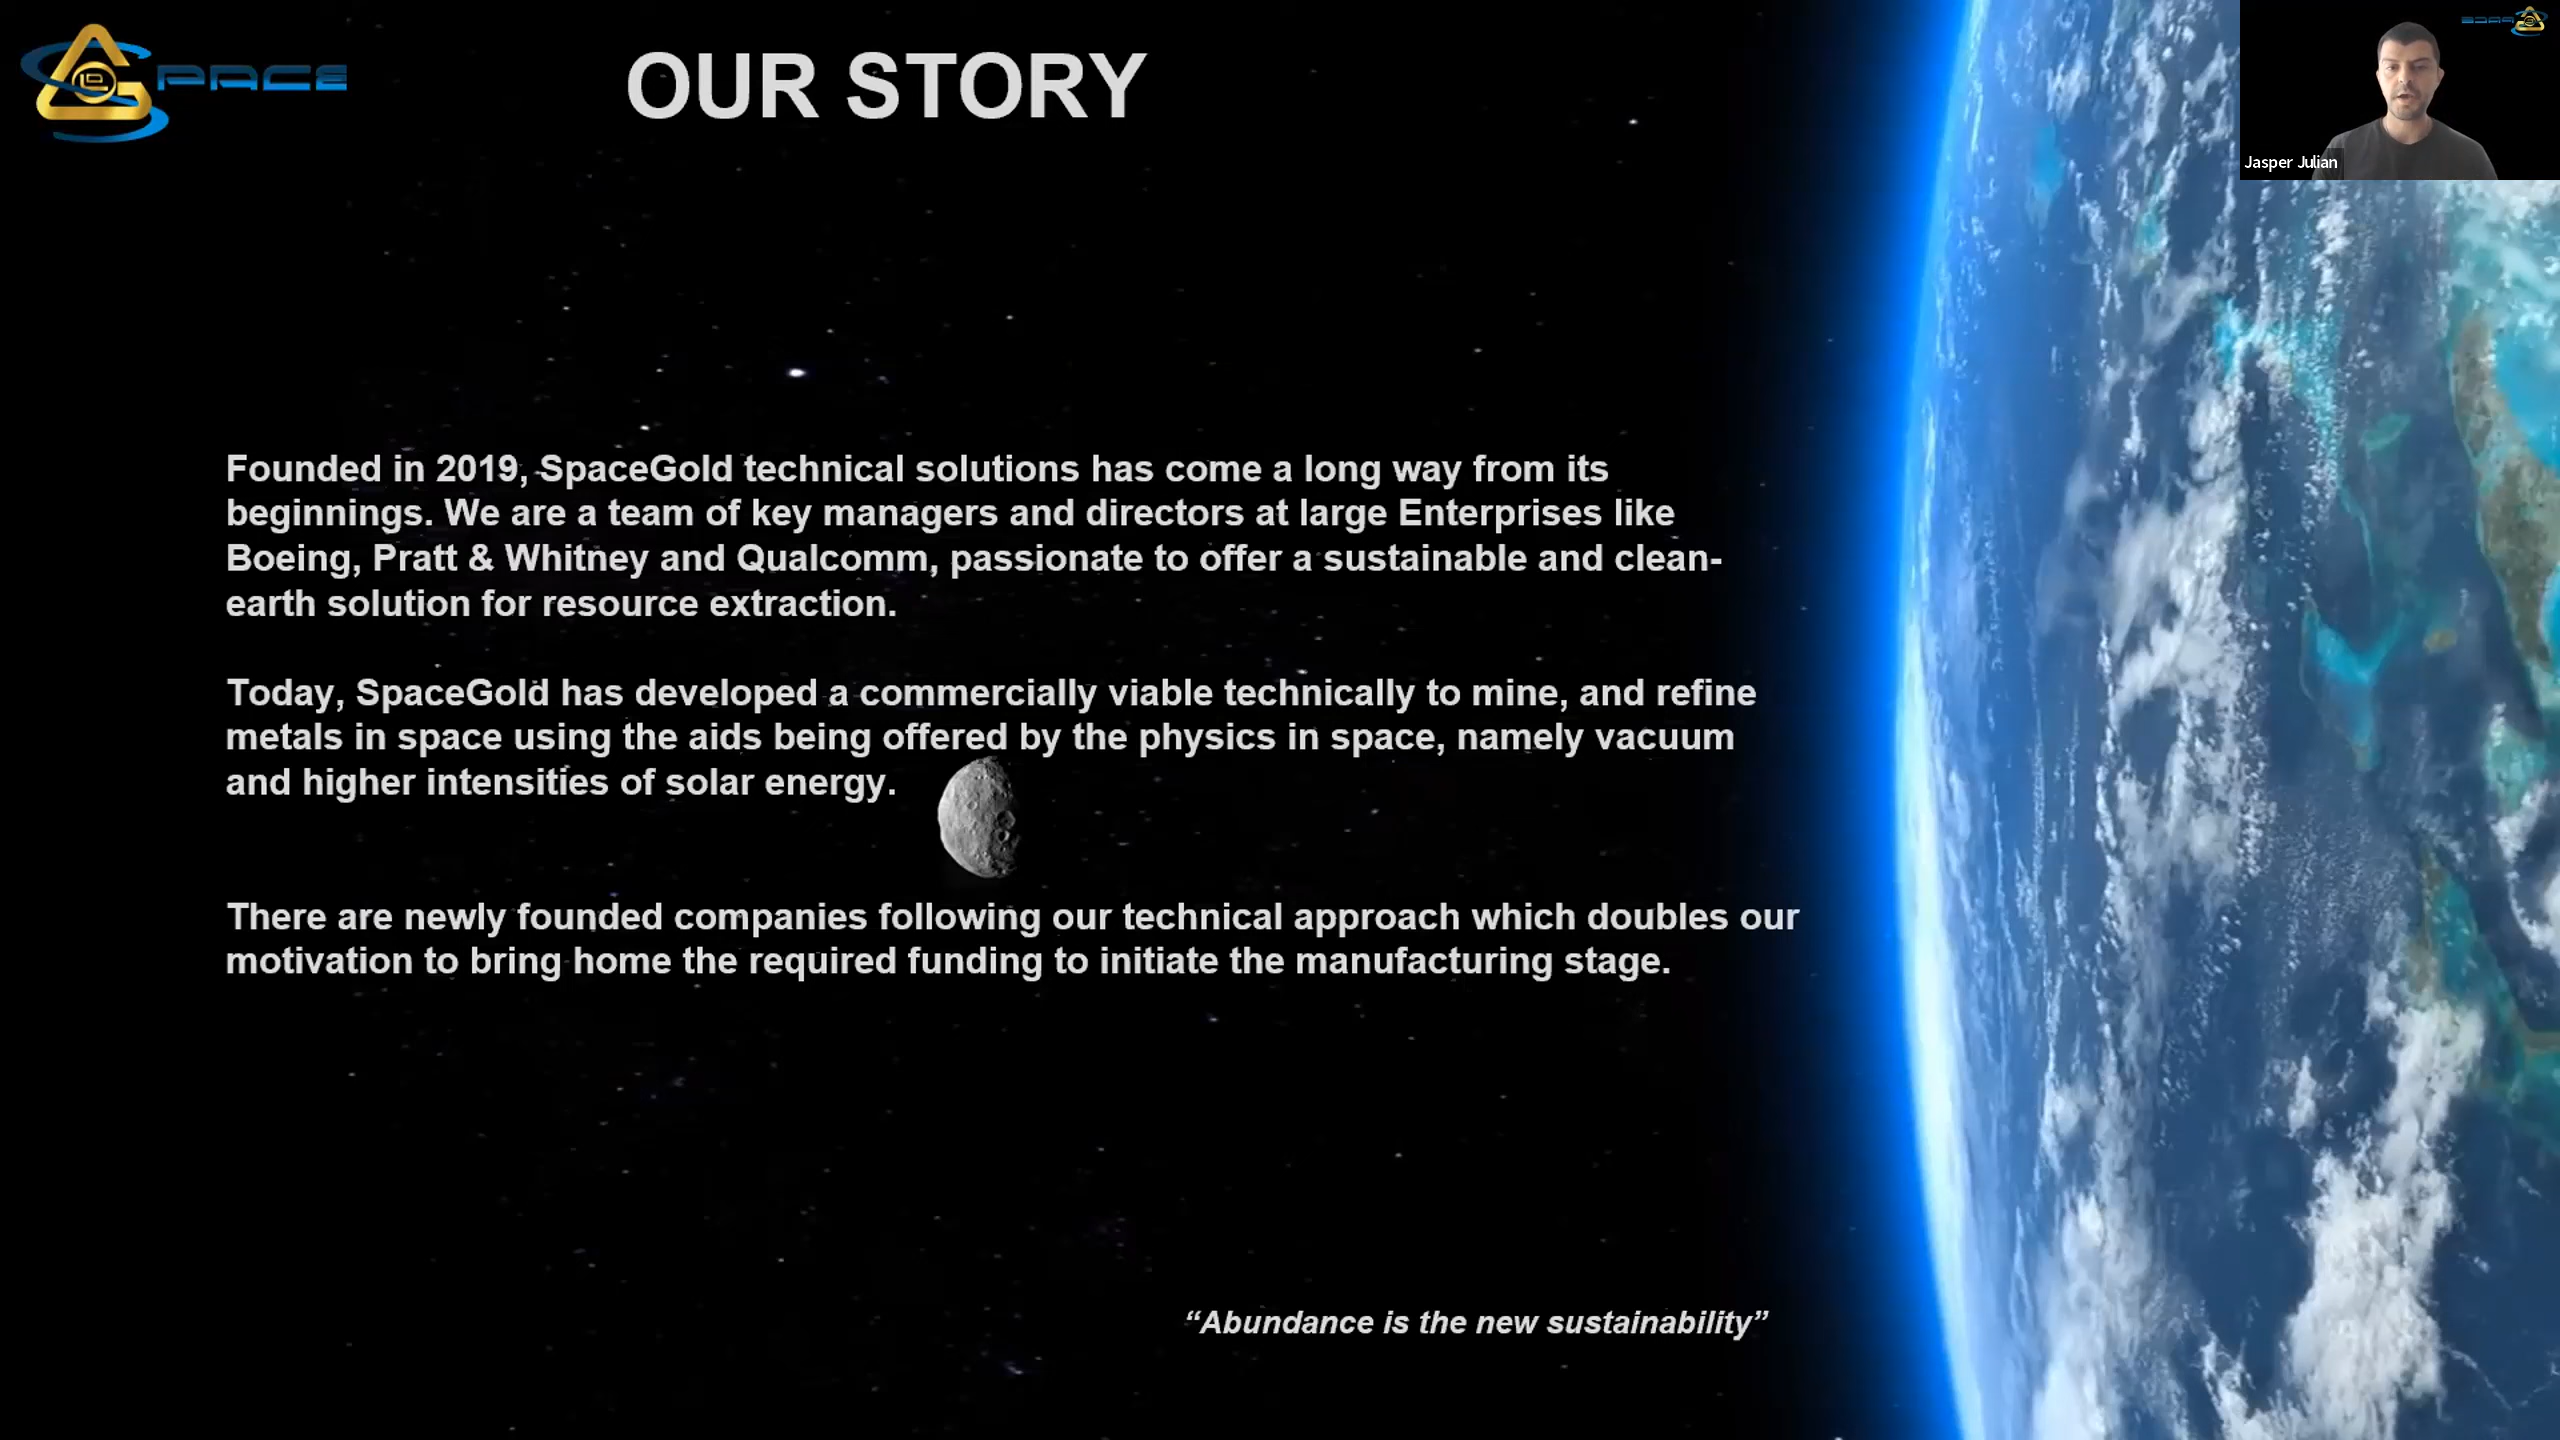 PACE
OUR STORY
Jasper Julian
Founded in 2019, SpaceGold technical solutions has come a long way from its
beginnings. We are a team of key managers and directors at large Enterprises like
Boeing, Pratt & Whitney and Qualcomm, passionate to offer a sustainable and clean-
earth solution for resource extraction.
Today, SpaceGold has developed a commercially viable technically to mine, and refine
metals in space using the aids being offered by the physics in space, namely vacuum
and higher intensities of solar energy.
There are newly founded companies following our technical approach which doubles our
motivation to bring home the required funding to initiate the manufacturing stage.
“Abundance is the new sustainability”